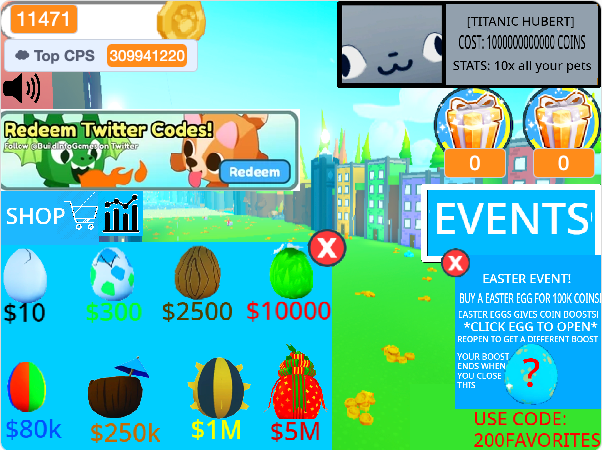 11471
Top CPS 309941220
[TITANIC HUBERT]
COST: 1000000000000 COINS
STATS: 10x all your pets
Redeem Twitter Codes!
Follow @BuildIntoGames on Twitter
Redeem
0
0
SHOP
EVENTS
X
X
$10
$300
$2500
$10000
$80k
$250k
$1M
$5M
EASTER EVENT!
BUY A EASTER EGG FOR 100K COINS!
EASTER EGGS GIVES COIN BOOSTS!
*CLICK EGG TO OPEN*
REOPEN TO GET A DIFFERENT BOOST
YOUR BOOST
ENDS WHEN
YOU CLOSE
THIS
?
USE CODE:
200FAVORITES